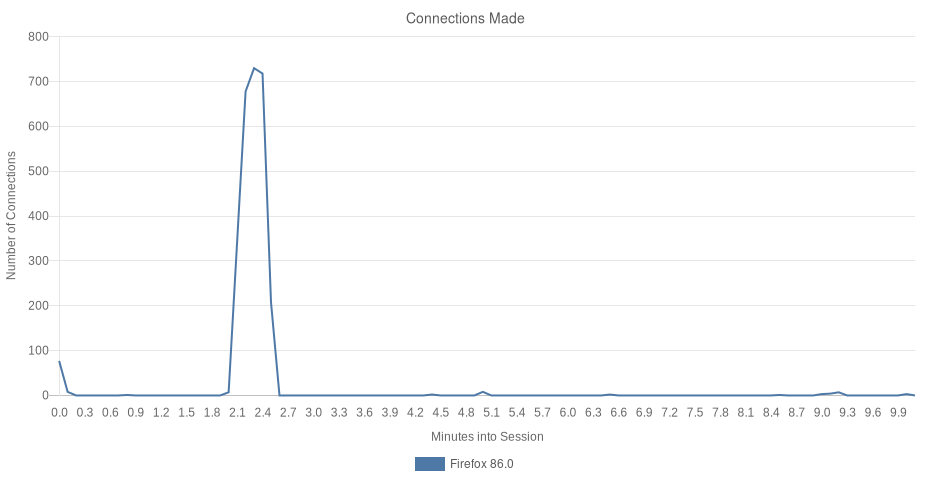 Connections Made
800
700
600
500
400
300
200
100
0
Number of Connections
0.0 0.3 0.6 0.9 1.2 1.5 1.8 2.1 2.4 2.7 3.0 3.3 3.6 3.9 4.2 4.5 4.8 5.1 5.4 5.7 6.0 6.3 6.6 6.9 7.2 7.5 7.8 8.1 8.4 8.7 9.0 9.3 9.6 9.9
Minutes into Session
Firefox 86.0